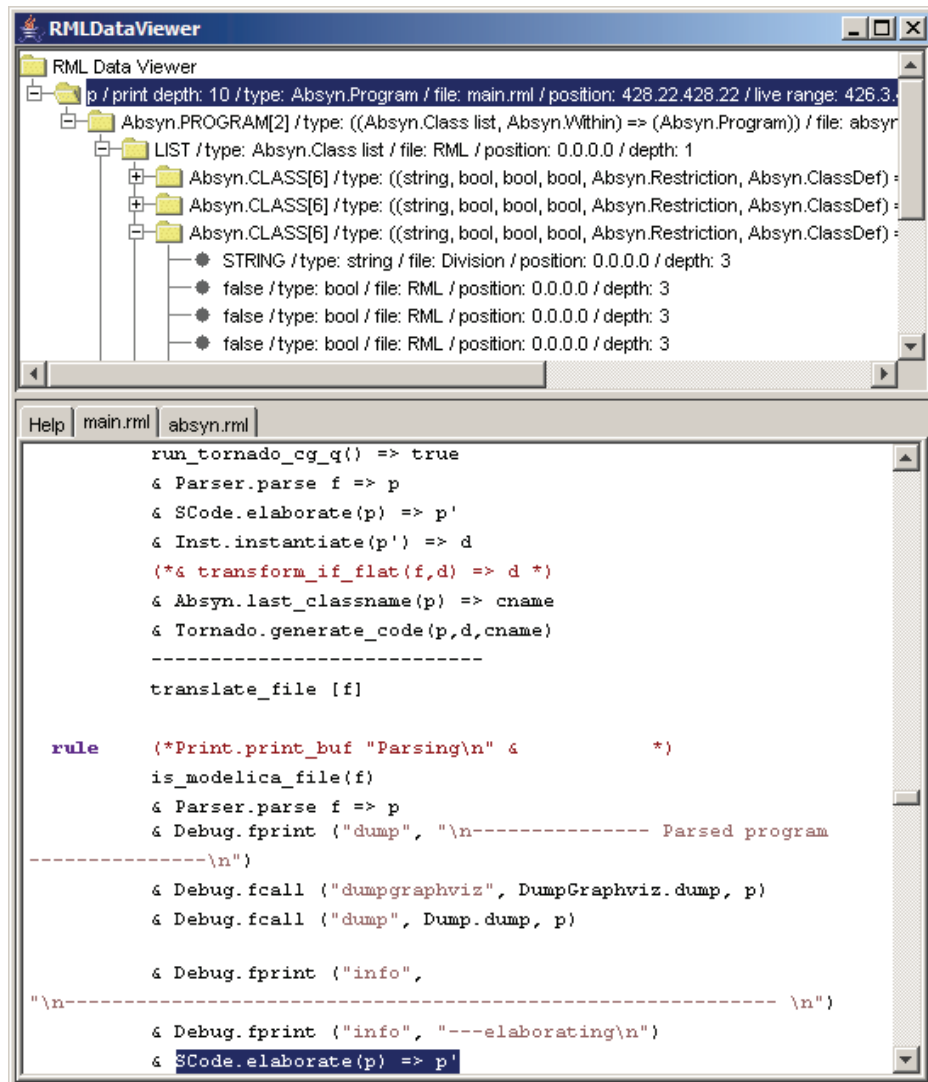 RMLDataViewer
RML Data Viewer
p / print depth: 10 / type: Absyn.Program / file: main.rml / position: 428.22.428.22 / live range: 426.3.
Absyn.PROGRAM[2] / type: ((Absyn.Class list, Absyn.Within) => (Absyn.Program)) / file: absyr
LIST / type: Absyn.Class list / file: RML / position: 0.0.0.0 / depth: 1
Absyn.CLASS[6] / type: ((string, bool, bool, bool, Absyn.Restriction, Absyn.ClassDef) =
Absyn.CLASS[6] / type: ((string, bool, bool, bool, Absyn.Restriction, Absyn.ClassDef) =
Absyn.CLASS[6] / type: ((string, bool, bool, bool, Absyn.Restriction, Absyn.ClassDef) =
STRING / type: string / file: Division / position: 0.0.0.0 / depth: 3
false / type: bool / file: RML / position: 0.0.0.0 / depth: 3
false / type: bool / file: RML / position: 0.0.0.0 / depth: 3
false / type: bool / file: RML / position: 0.0.0.0 / depth: 3
Help main.rml absyn.rml
run_tornado_cg_q() => true
& Parser.parse f => p
& SCode.elaborate(p) => p'
& Inst.instantiate(p') => d
(*& transform_if_flat(f,d) => d *)
& Absyn.last_classname(p) => cname
& Tornado.generate_code(p,d,cname)
----------------------------
translate_file [f]
rule (*Print.print_buf "Parsing\n" & *)
is_modelica_file(f)
& Parser.parse f => p
& Debug.fprint ("dump", "\n--------------- Parsed program
---------------\n")
& Debug.fcall ("dumpgraphviz", DumpGraphviz.dump, p)
& Debug.fcall ("dump", Dump.dump, p)
& Debug.fprint ("info",
"\n------------------------------------------------------------ \n")
& Debug.fprint ("info", "---elaborating\n")
& SCode.elaborate(p) => p'